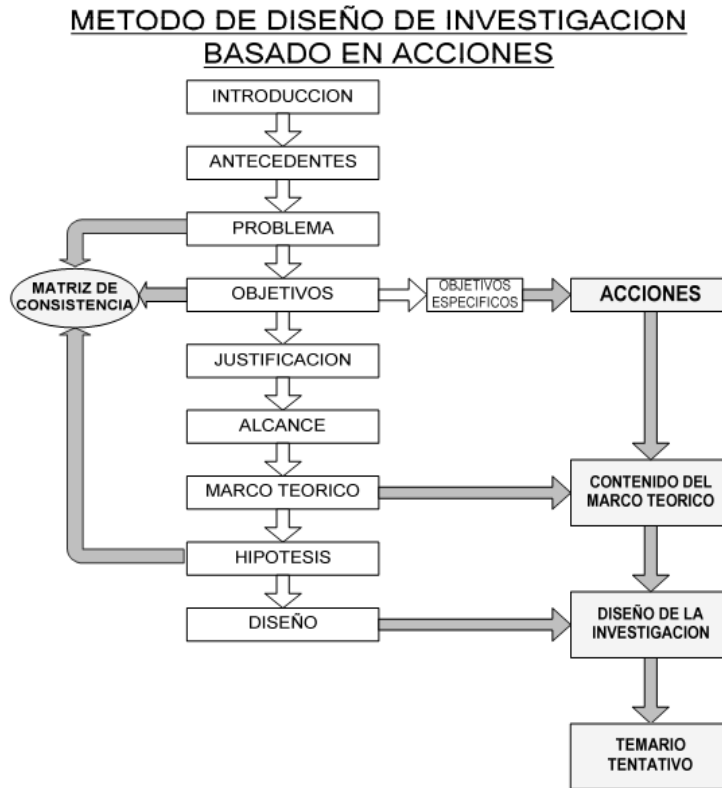 METODO DE DISEÑO DE INVESTIGACION
BASADO EN ACCIONES
INTRODUCCION
ANTECEDENTES
PROBLEMA
MATRIZ DE
CONSISTENCIA
OBJETIVOS
OBJETIVOS
ESPECIFICOS
ACCIONES
JUSTIFICACION
ALCANCE
MARCO TEORICO
CONTENIDO DEL
MARCO TEORICO
HIPOTESIS
DISEÑO
DISEÑO DE LA
INVESTIGACION
TEMARIO
TENTATIVO